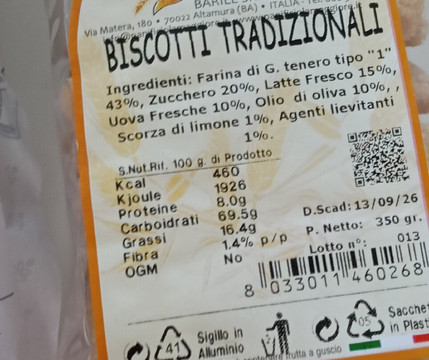 Via Matera, 180 • 70022 Altamura (BA) • ITALIA
BISCOTTI TRADIZIONALI
Ingredienti: Farina di G. tenero tipo "1"
43%, Zucchero 20%, Latte Fresco 15%,
Uova Fresche 10%, Olio di oliva 10%, ,
Scorza di limone 1%, Agenti lievitanti
1%.
S.Nut.Rif. 100 g. di Prodotto
Kcal 460
Kjoule 1926
Proteine 8.0g
Carboidrati 69.5g
Grassi 16.4g
Fibra 1.4% p/p
OGM No
D.Scad: 13/09/26
P. Netto: 350 gr.
Lotto n°: 013
8 033011 460268
41
Sigillo in
Alluminio
05
in Plast
frutta a guscio